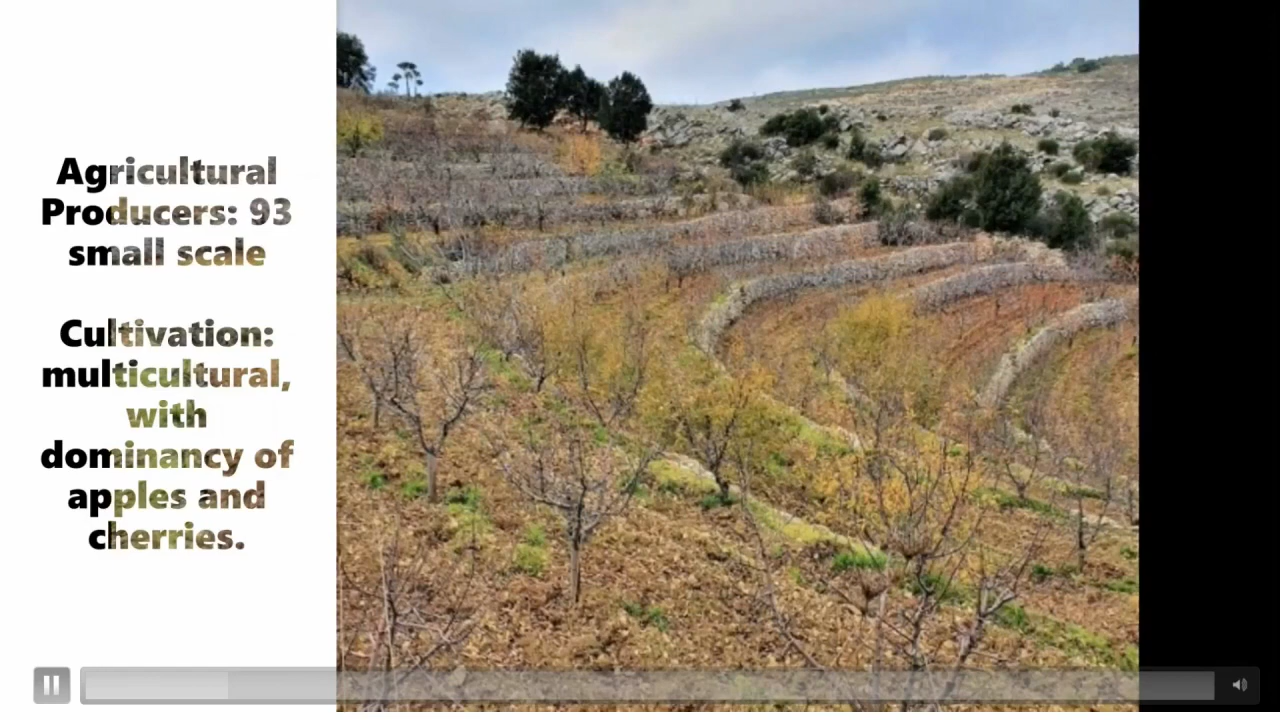 Agricultural
Producers: 93
small scale
Cultivation:
multicultural,
with
dominancy of
apples and
cherries.